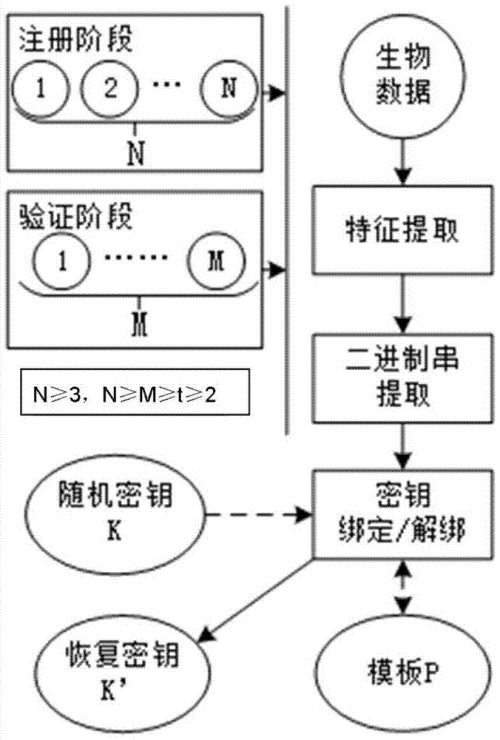 注册阶段
1 2 … N
N
验证阶段
1 …… M
M
N≥3，N≥M≥t≥2
生物
数据
特征提取
二进制串
提取
随机密钥
K
密钥
绑定/解绑
恢复密钥
K'
模板P